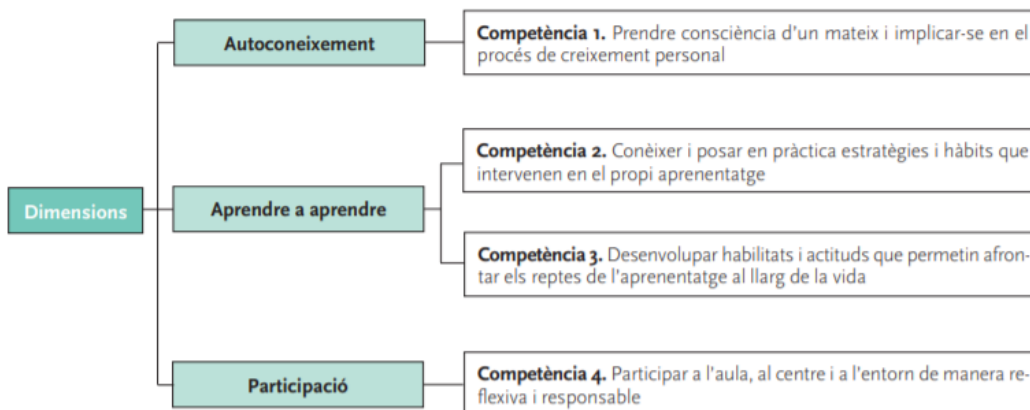 Autoconeixement
Competència 1. Prendre consciència d'un mateix i implicar-se en el
procés de creixement personal
Competència 2. Conèixer i posar en pràctica estratègies i hàbits que
intervenen en el propi aprenentatge
Dimensions
Aprendre a aprendre
Competència 3. Desenvolupar habilitats i actituds que permetin afron-
tar els reptes de l'aprenentatge al llarg de la vida
Participació
Competència 4. Participar a l'aula, al centre i a l'entorn de manera re-
flexiva i responsable